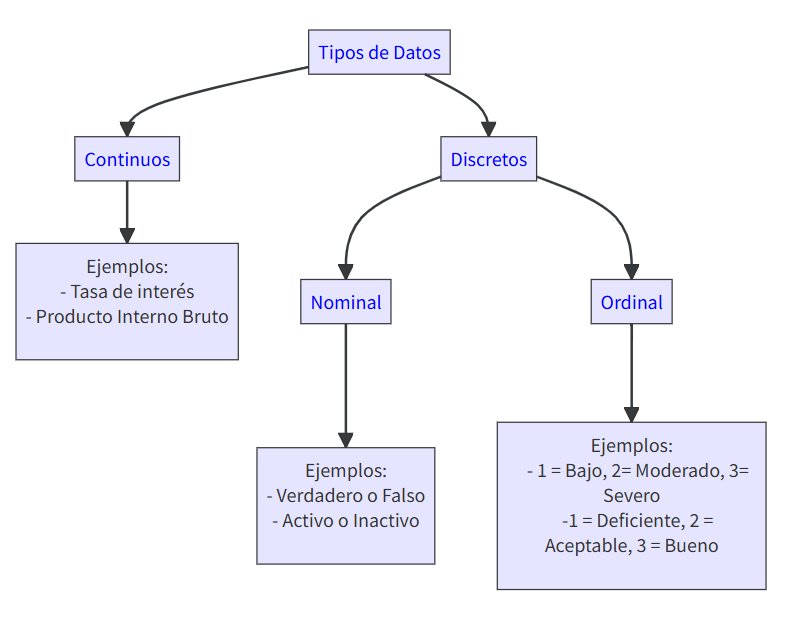 Tipos de Datos
Continuos
Discretos
Ejemplos:
- Tasa de interés
- Producto Interno Bruto
Nominal
Ordinal
Ejemplos:
- Verdadero o Falso
- Activo o Inactivo
Ejemplos:
- 1 = Bajo, 2= Moderado, 3=
Severo
-1 = Deficiente, 2 =
Aceptable, 3 = Bueno